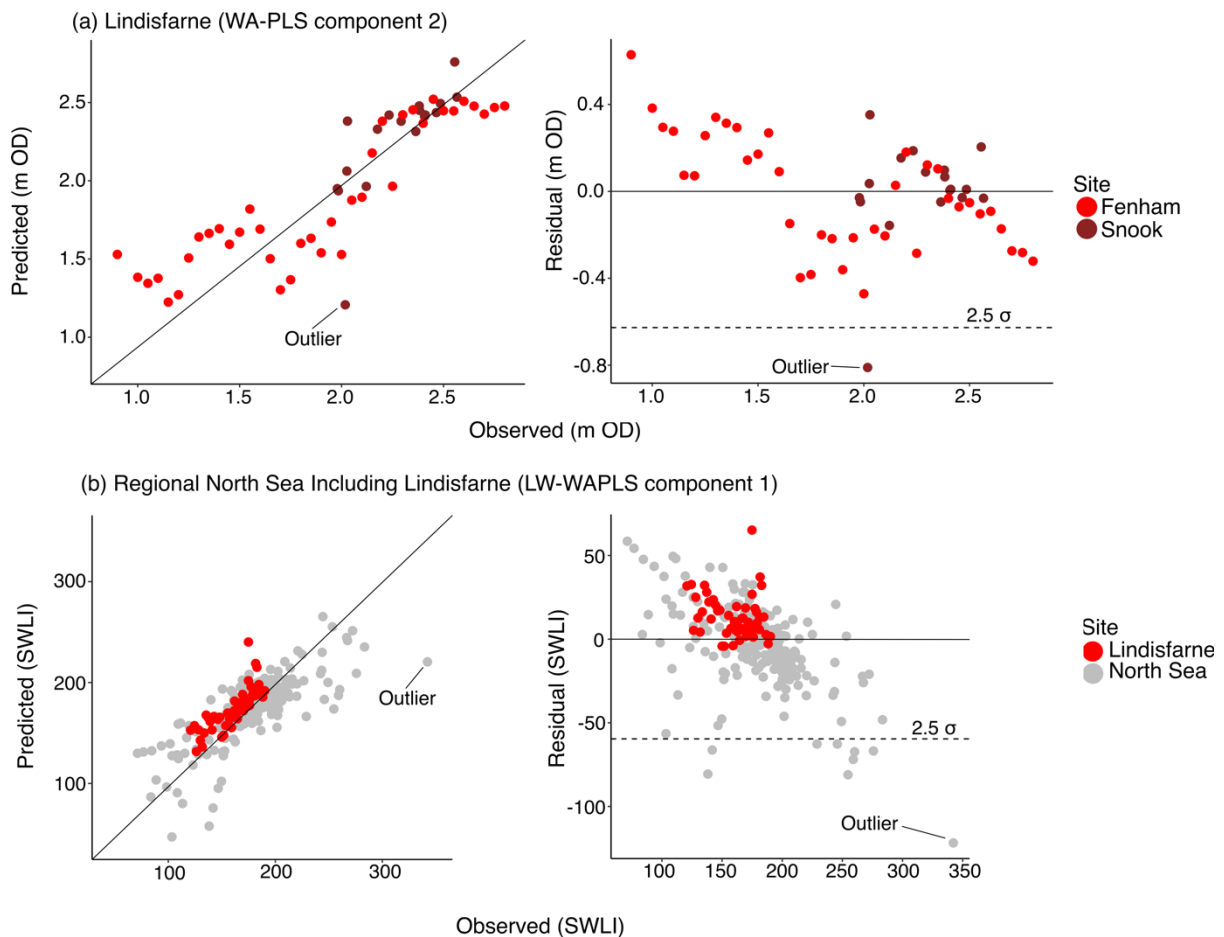 (a) Lindisfarne (WA-PLS component 2)
Predicted (m OD)
2.5
2.0
1.5
1.0
Outlier
1.0 1.5 2.0 2.5
Residual (m OD)
0.4
0.0
-0.4
-0.8
2.5 σ
Outlier
1.0 1.5 2.0 2.5
Observed (m OD)
Site
Fenham
Snook
(b) Regional North Sea Including Lindisfarne (LW-WAPLS component 1)
Predicted (SWLI)
300
200
100
Outlier
100 200 300
Residual (SWLI)
50
0
-50
-100
2.5 σ
Outlier
100 150 200 250 300 350
Observed (SWLI)
Site
Lindisfarne
North Sea